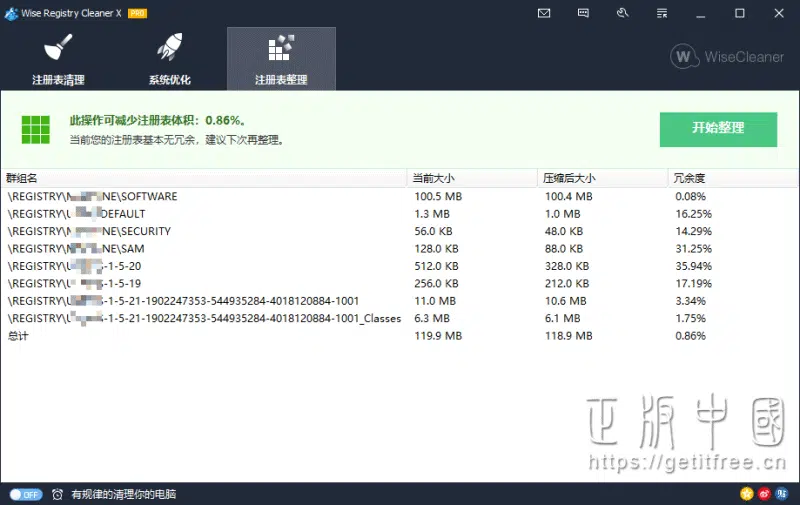 Wise Registry Cleaner X PRO
注册表清理 系统优化 注册表整理 W WiseCleaner
此操作可减少注册表体积：0.86%。
当前您的注册表基本无冗余，建议下次再整理。
开始整理
群组名 当前大小 压缩后大小 冗余度
\REGISTRY\ NE\SOFTWARE 100.5 MB 100.4 MB 0.08%
\REGISTRY\ DEFAULT 1.3 MB 1.0 MB 16.25%
\REGISTRY\ NE\SECURITY 56.0 KB 48.0 KB 14.29%
\REGISTRY\ NE\SAM 128.0 KB 88.0 KB 31.25%
\REGISTRY\ -1-5-20 512.0 KB 328.0 KB 35.94%
\REGISTRY\ -1-5-19 256.0 KB 212.0 KB 17.19%
\REGISTRY\ -1-5-21-1902247353-544935284-4018120884-1001 11.0 MB 10.6 MB 3.34%
\REGISTRY\ -1-5-21-1902247353-544935284-4018120884-1001_Classes 6.3 MB 6.1 MB 1.75%
总计 119.9 MB 118.9 MB 0.86%
正版中國
https://getitfree.cn
OFF 有规律的清理你的电脑